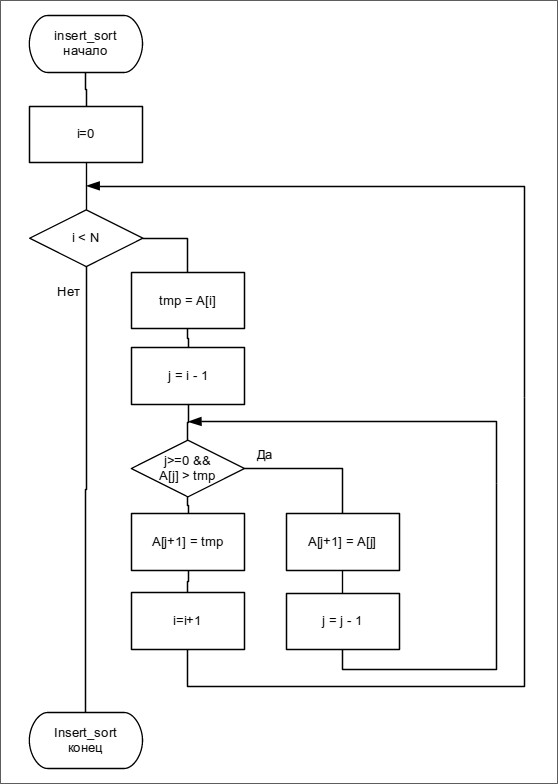 insert_sort
начало
i=0
i < N
Нет
tmp = A[i]
j = i - 1
j>=0 &&
A[j] > tmp
Да
A[j+1] = tmp
A[j+1] = A[j]
i=i+1
j = j - 1
Insert_sort
конец